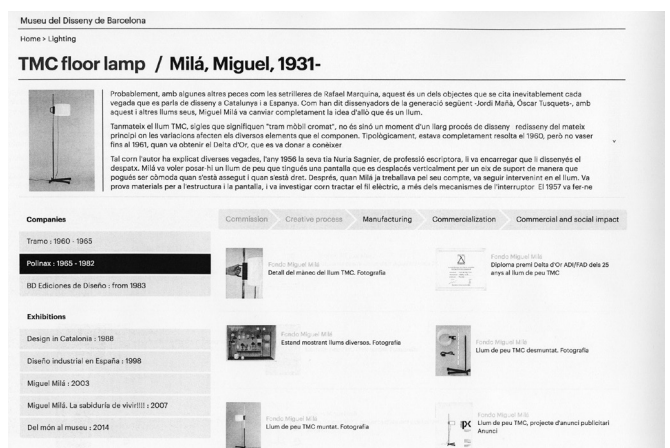 Museu del Disseny de Barcelona
Home > Lighting
TMC floor lamp / Milá, Miguel, 1931-
Probablement, amb algunes altres peces com les setrilleres de Rafael Marquina, aquest és un dels objectes que se cita inevitablement cada
vegada que es parla de disseny a Catalunya i a Espanya. Com han dit dissenyadors de la generació següent -Jordi Mañá, Óscar Tusquets-, amb
aquest i altres llums seus, Miguel Milá va canviar completament la idea d'allò que és un llum.
Tanmateix el llum TMC, sigles que signifiquen "tram mòbil cromat", no és sinó un moment d'un llarg procés de disseny redisseny del mateix
principi on les variacions afecten els diversos elements que el componen. Tipològicament, estava completament resolta el 1960, però no vaser
fins al 1961, quan va obtenir el Delta d'Or, que es va donar a conèixer
Tal com l'autor ha explicat diverses vegades, l'any 1956 la seva tia Nuria Sagnier, de professió escriptora, li va encarregar que li dissenyés el
despatx. Milá va voler posar-hi un llum de peu que tingués una pantalla que es desplacés verticalment per un eix de suport de manera que
pogués ser còmoda quan s'està assegut i quan s'està dret. Després, quan Milá ja treballava pel seu compte, va seguir intervenint en el llum. Va
prova materials per a l'estructura i la pantalla, i va investigar corn tractar el fil elèctric, a més dels mecanismes de l'interruptor El 1957 va fer-ne
Companies
Tramo : 1960 - 1965
Polinax : 1965 - 1982
BD Ediciones de Diseño : from 1983
Exhibitions
Design in Catalonia : 1988
Diseño industrial en España : 1998
Miguel Milá : 2003
Miguel Milá. La sabiduría de vivir!!!! : 2007
Del món al museu : 2014
Commission Creative process Manufacturing Commercialization Commercial and social impact
Fondo Miguel Milá
Detall del mànec del llum TMC. Fotografia
Fondo Miguel Milá
Diploma premi Delta d'Or ADI/FAD dels 25
anys al llum de peu TMC
Fondo Miguel Milá
Estand mostrant llums diversos. Fotografia
Fondo Miguel Milá
Llum de peu TMC desmuntat. Fotografia
Fondo Miguel Milá
Llum de peu TMC muntat. Fotografia
Fondo Miguel Milá
Llum de peu TMC, projecte d'anunci publicitari
Anunci